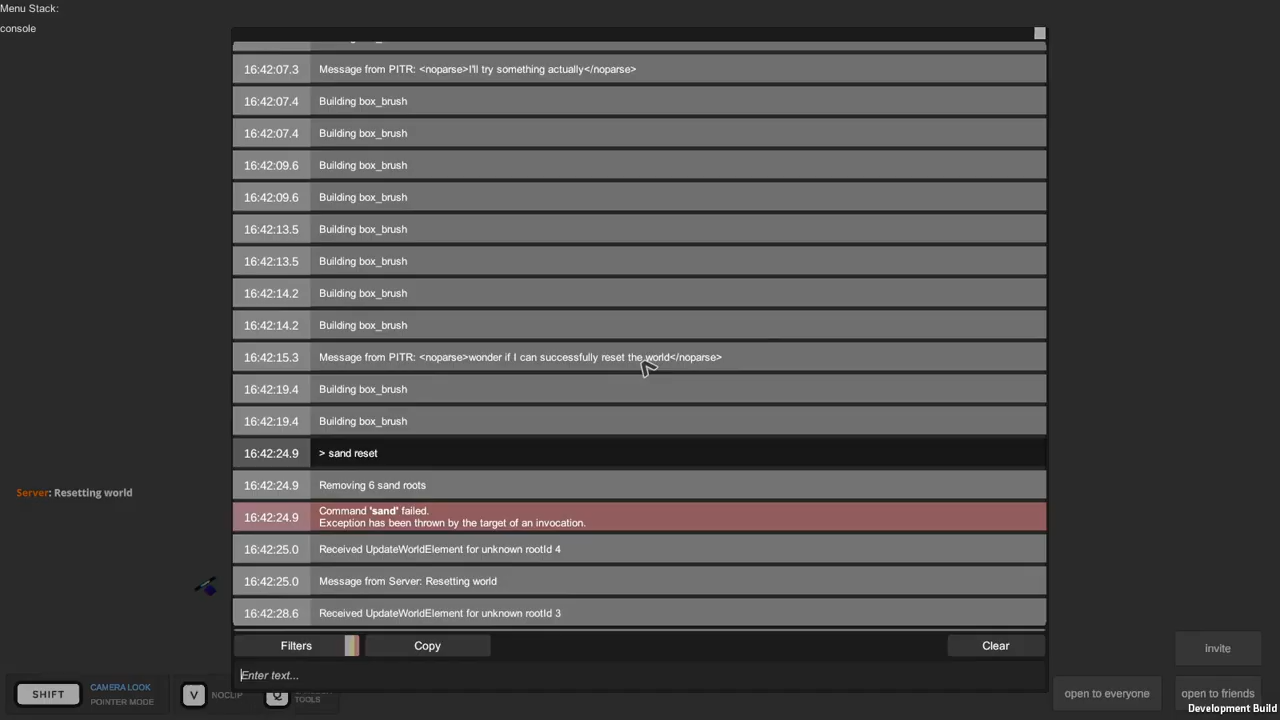 Menu Stack:
console
16:42:07.3 Message from PITR: <noparse>I'll try something actually</noparse>
16:42:07.4 Building box_brush
16:42:07.4 Building box_brush
16:42:09.6 Building box_brush
16:42:09.6 Building box_brush
16:42:13.5 Building box_brush
16:42:13.5 Building box_brush
16:42:14.2 Building box_brush
16:42:14.2 Building box_brush
16:42:15.3 Message from PITR: <noparse>wonder if I can successfully reset the world</noparse>
16:42:19.4 Building box_brush
16:42:19.4 Building box_brush
16:42:24.9 > sand reset
16:42:24.9 Removing 6 sand roots
Server: Resetting world
16:42:24.9 Command 'sand' failed.
Exception has been thrown by the target of an invocation.
16:42:25.0 Received UpdateWorldElement for unknown rootId 4
16:42:25.0 Message from Server: Resetting world
16:42:28.6 Received UpdateWorldElement for unknown rootId 3
Filters Copy Clear
Enter text...
invite
SHIFT CAMERA LOOK
POINTER MODE
V NOCLIP
Q
TOOLS
open to everyone open to friends
Development Build